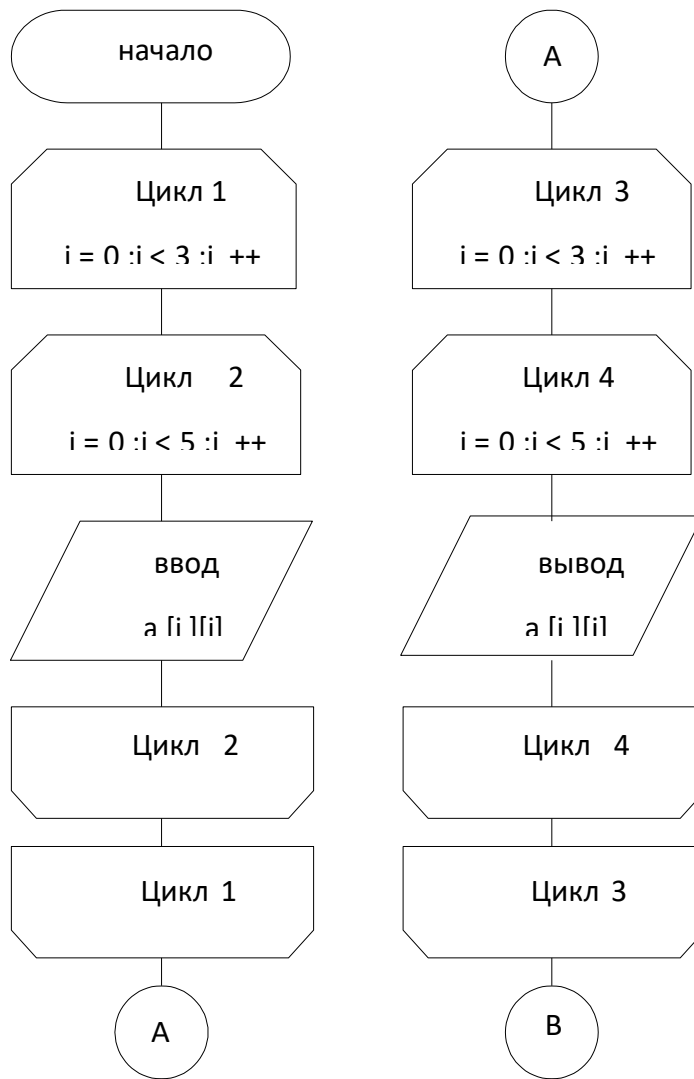 начало
Цикл 1
i = 0 ;i < 3 ;i ++
Цикл 2
j = 0 ;j < 5 ;j ++
ввод
a [i ][j]
Цикл 2
Цикл 1
A
A
Цикл 3
i = 0 ;i < 3 ;i ++
Цикл 4
j = 0 ;j < 5 ;j ++
вывод
a [i ][j]
Цикл 4
Цикл 3
B